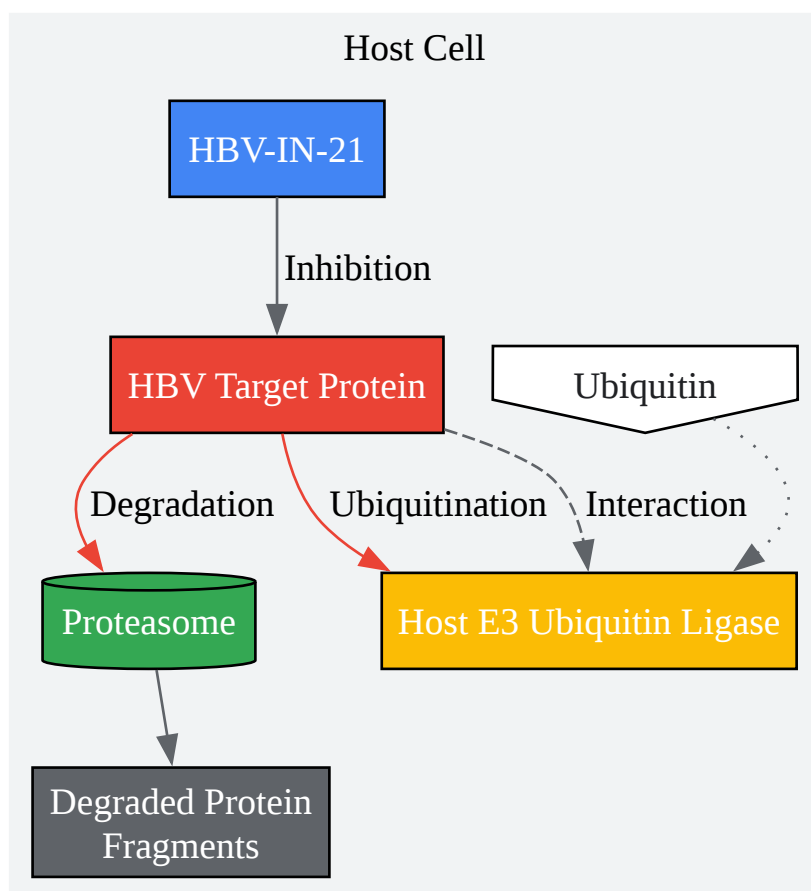 Host Cell
HBV-IN-21
Inhibition
HBV Target Protein
Ubiquitin
Degradation
Ubiquitination
Interaction
Proteasome
Host E3 Ubiquitin Ligase
Degraded Protein
Fragments